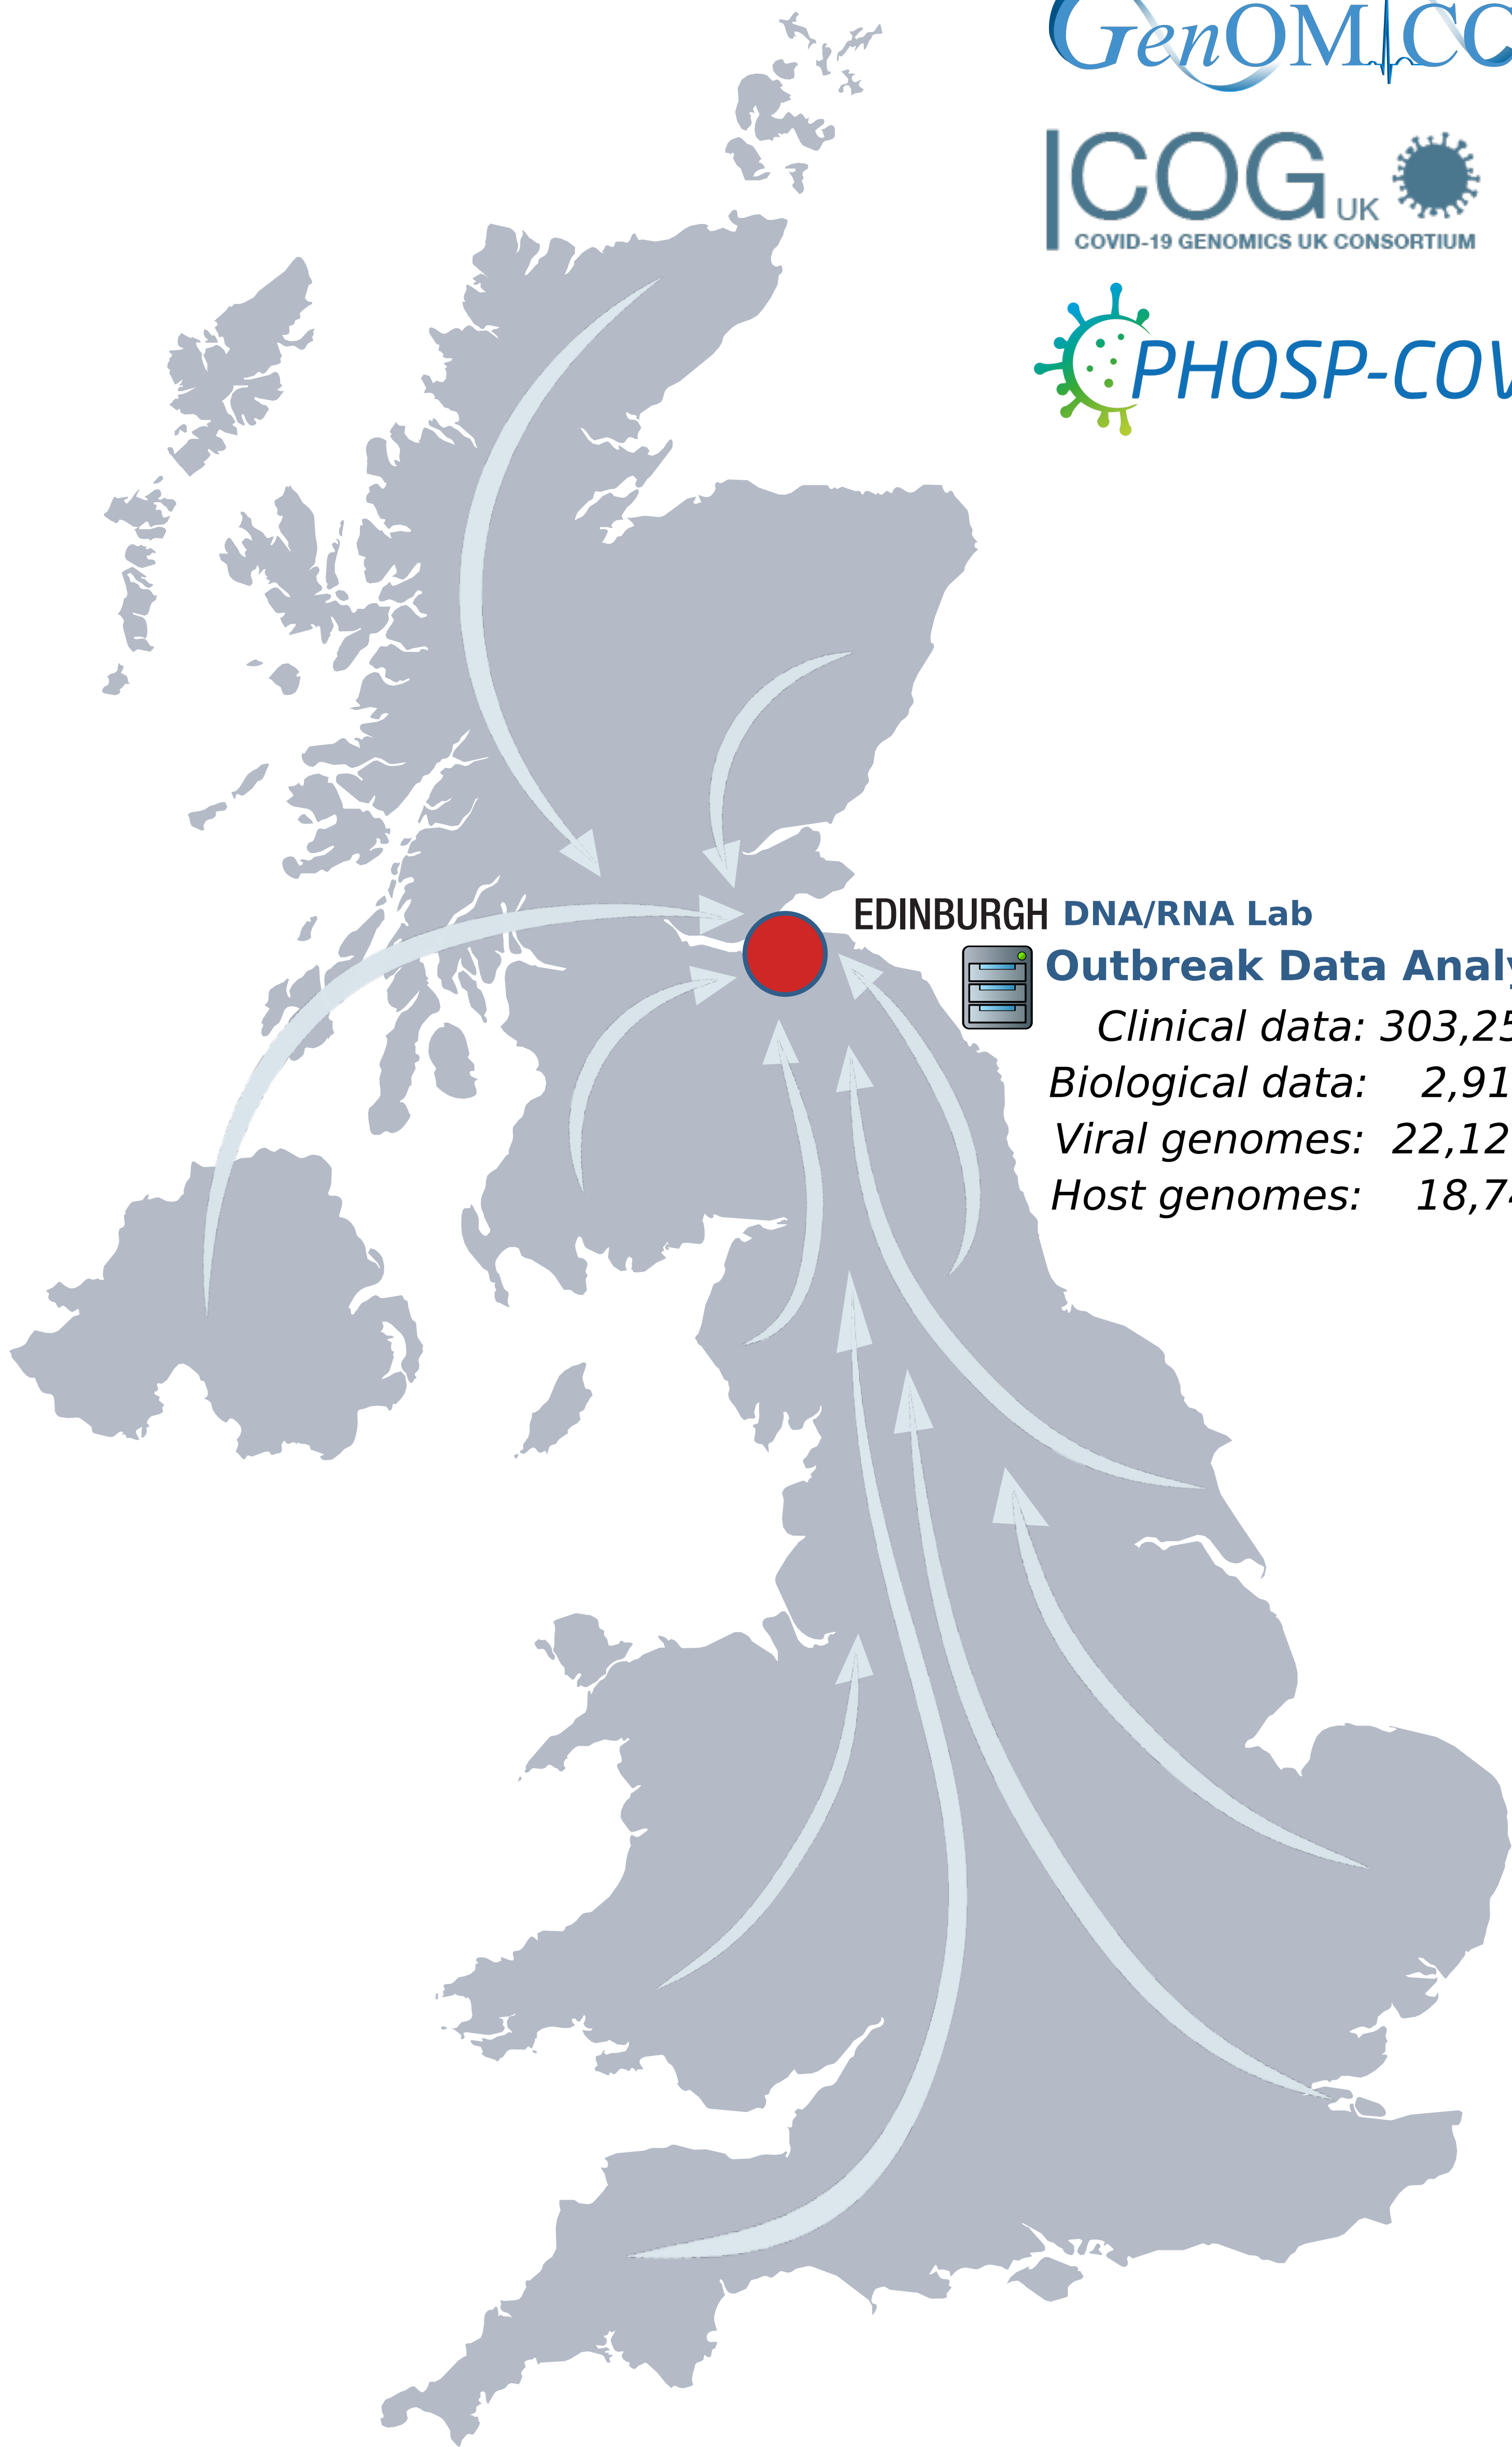 GenOMICC
COG UK
COVID-19 GENOMICS UK CONSORTIUM
PHOSP-COV
EDINBURGH DNA/RNA Lab
Outbreak Data Analy
Clinical data: 303,25
Biological data: 2,91
Viral genomes: 22,12
Host genomes: 18,74